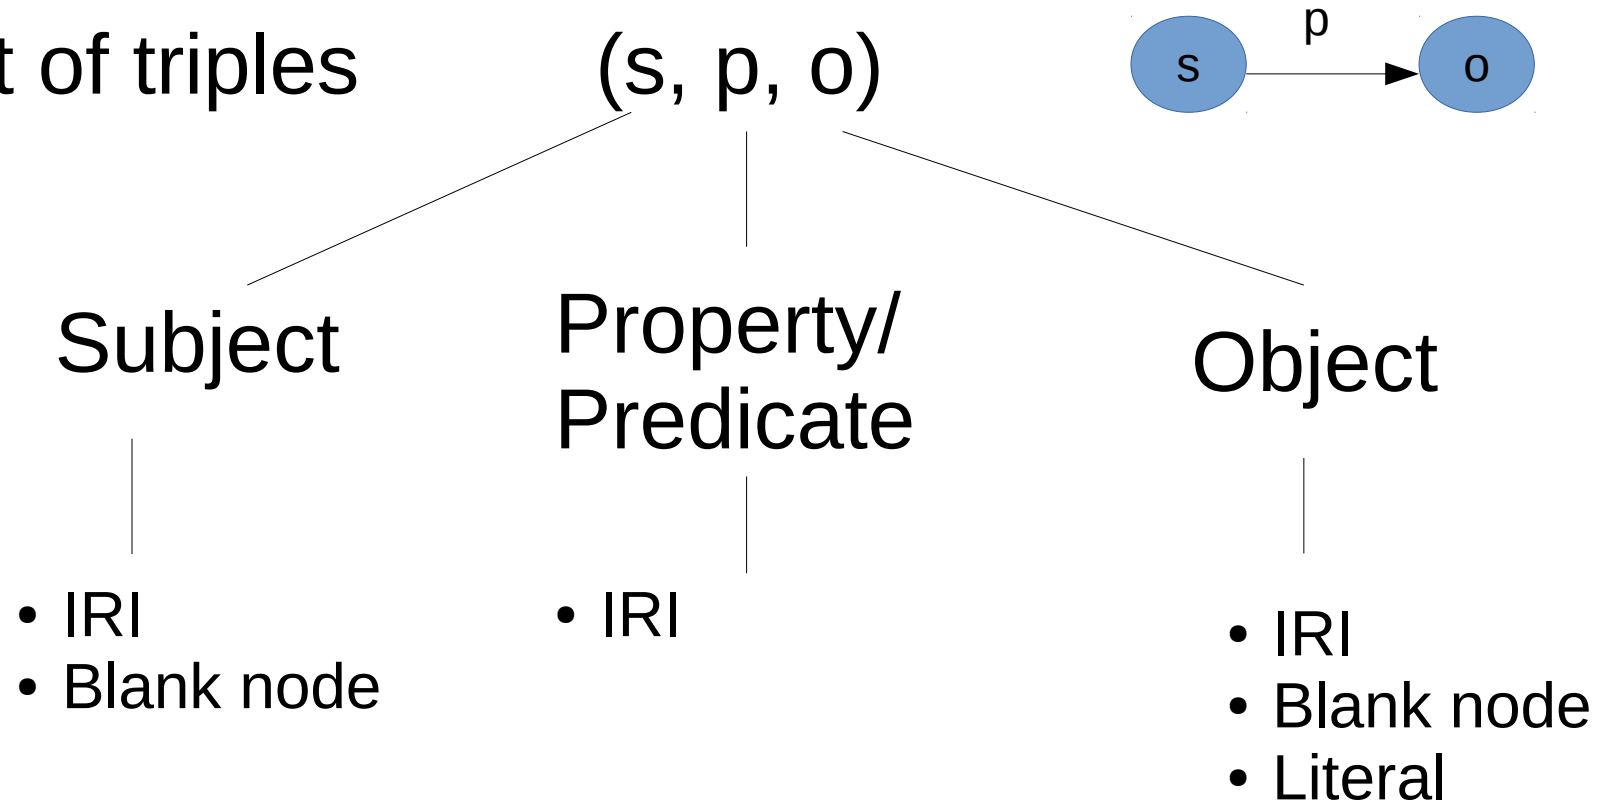 t of triples
(s, p, o)
s
p
o
Subject
Property/
Predicate
Object
• IRI
• Blank node
• IRI
• IRI
• Blank node
• Literal